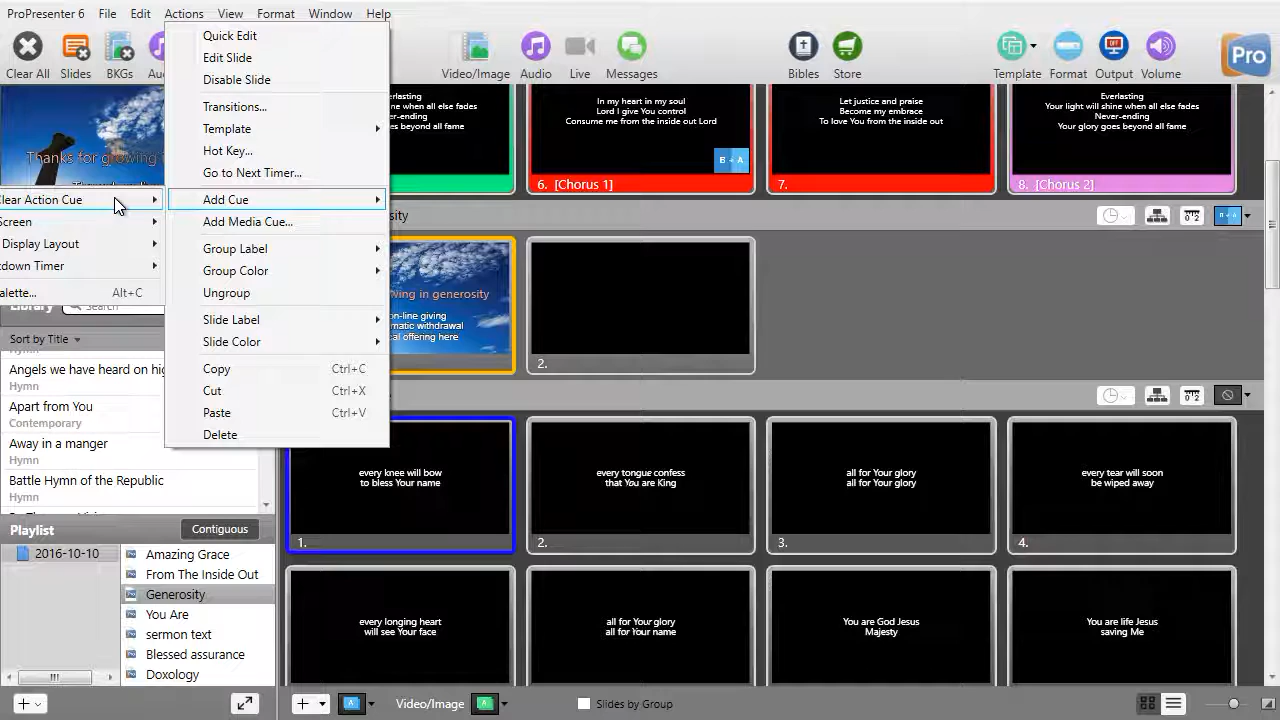 ProPresenter 6
File
Edit
Actions
View
Format
Window
Help
Clear All
Slides
BKGs
Video/Image
Audio
Live
Messages
Bibles
Store
Template
Format
Output
Volume
Pro
Quick Edit
Edit Slide
Disable Slide
Transitions...
Template
Hot Key...
Go to Next Timer...
Add Cue
Add Media Cue...
Group Label
Group Color
Ungroup
Slide Label
Slide Color
Copy Ctrl+C
Cut Ctrl+X
Paste Ctrl+V
Delete
Thanks for growing i
Clear Action Cue
Screen
Display Layout
tdown Timer
alette... Alt+C
Library
Search
Sort by Title
Hymn
Angels we have heard on hig
Hymn
Apart from You
Contemporary
Away in a manger
Hymn
Battle Hymn of the Republic
Hymn
Playlist
Contiguous
2016-10-10
Amazing Grace
From The Inside Out
Generosity
You Are
sermon text
Blessed assurance
Doxology
verlasting
ne when all else fades
Never-ending
es beyond all fame
In my heart in my soul
Lord I give You control
Consume me from the inside out Lord
B + A
6. [Chorus 1]
Let justice and praise
Become my embrace
To love You from the inside out
7.
Everlasting
Your light will shine when all else fades
Never-ending
Your glory goes beyond all fame
8. [Chorus 2]
osity
B + A
wing in generosity
on-line giving
matic withdrawal
cal offering here
2.
every knee will bow
to bless Your name
1.
every tongue confess
that You are King
2.
all for Your glory
all for Your glory
3.
every tear will soon
be wiped away
4.
every longing heart
will see Your face
all for Your glory
all for Your name
You are God Jesus
Majesty
You are life Jesus
saving Me
Video/Image
Slides by Group